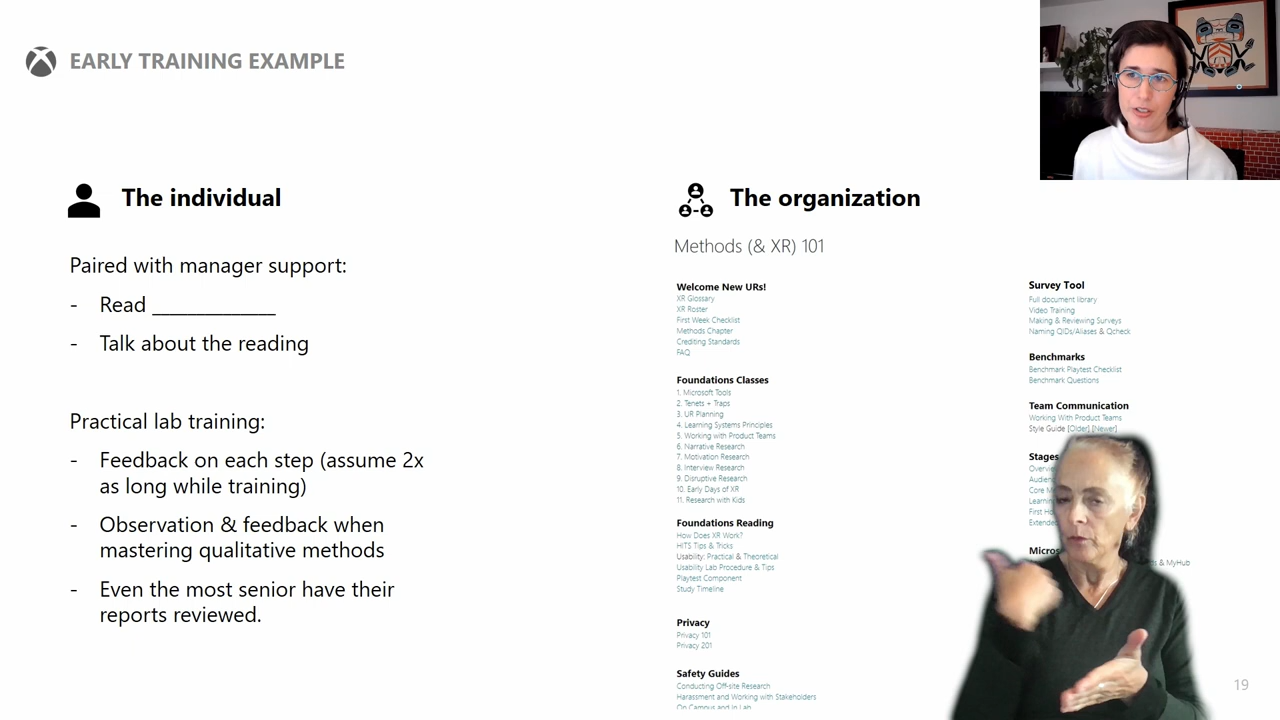 EARLY TRAINING EXAMPLE
The individual
Paired with manager support:
- Read ____________
- Talk about the reading
Practical lab training:
- Feedback on each step (assume 2x
as long while training)
- Observation & feedback when
mastering qualitative methods
- Even the most senior have their
reports reviewed.
The organization
Methods (& XR) 101
Welcome New URs!
XR Glossary
XR Roster
First Week Checklist
Methods Chapter
Crediting Standards
FAQ
Foundations Classes
1. Microsoft Tools
2. Tenets + Traps
3. UR Planning
4. Learning Systems Principles
5. Working with Product Teams
6. Narrative Research
7. Motivation Research
8. Interview Research
9. Disruptive Research
10. Early Days of XR
11. Research with Kids
Foundations Reading
How Does XR Work?
HITS Tips & Tricks
Usability: Practical & Theoretical
Usability Lab Procedure & Tips
Playtest Component
Study Timeline
Privacy
Privacy 101
Privacy 201
Safety Guides
Conducting Off-site Research
Harassment and Working with Stakeholders
On Campus and In Lab
Survey Tool
Full document library
Video Training
Making & Reviewing Surveys
Naming QIDs/Aliases & Qcheck
Benchmarks
Benchmark Playtest Checklist
Benchmark Questions
Team Communication
Working With Product Teams
Style Guide [Older] [Newer]
Stages
First
& MyHub
19